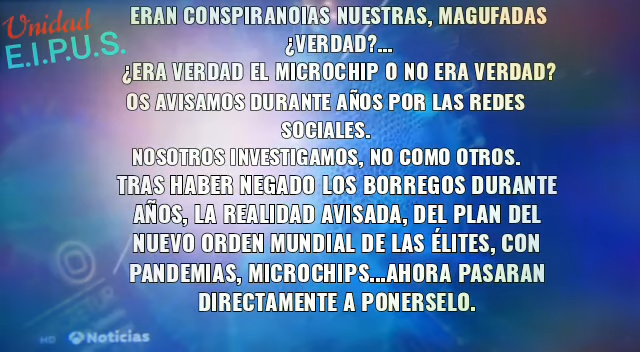 Unidad
E.I.P.U.S.
ERAN CONSPIRANOIAS NUESTRAS, MAGUFADAS
¿VERDAD?...
¿ERA VERDAD EL MICROCHIP O NO ERA VERDAD?
OS AVISAMOS DURANTE AÑOS POR LAS REDES
SOCIALES.
NOSOTROS INVESTIGAMOS, NO COMO OTROS.
TRAS HABER NEGADO LOS BORREGOS DURANTE
AÑOS, LA REALIDAD AVISADA, DEL PLAN DEL
NUEVO ORDEN MUNDIAL DE LAS ÉLITES, CON
PANDEMIAS, MICROCHIPS...AHORA PASARAN
DIRECTAMENTE A PONERSELO.
HD Noticias